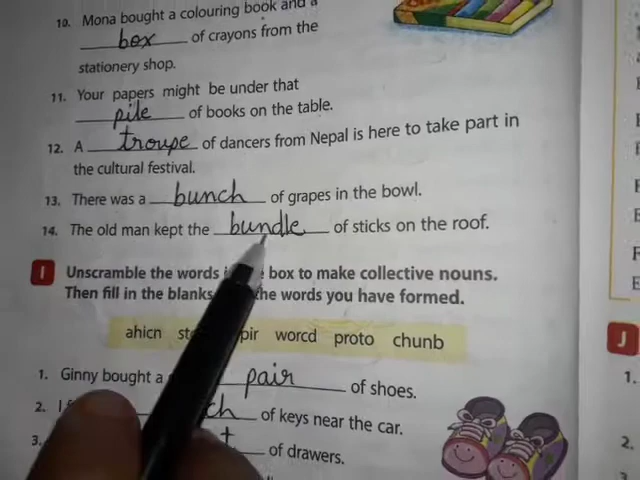 10. Mona bought a colouring book and a
box of crayons from the
stationery shop.
11. Your papers might be under that
pile of books on the table.
12. A troupe of dancers from Nepal is here to take part in
the cultural festival.
13. There was a bunch of grapes in the bowl.
14. The old man kept the bundle of sticks on the roof.
I Unscramble the words box to make collective nouns.
Then fill in the blanks the words you have formed.
ahicn pir worcd proto chunb
1. Ginny bought a pair of shoes.
2. I of keys near the car.
3. of drawers.
J
1.
2.
3